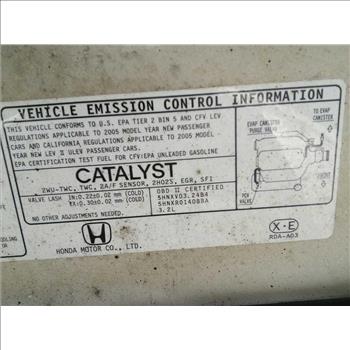 VEHICLE EMISSION CONTROL INFORMATION
THIS VEHICLE CONFORMS TO U.S. EPA TIER 2 BIN 5 AND CFV LEV
REGULATIONS APPLICABLE TO 2005 MODEL YEAR NEW PASSENGER
CARS AND CALIFORNIA REGULATIONS APPLICABLE TO 2005 MODEL
YEAR NEW LEV II ULEV PASSENGER CARS.
EPA CERTIFICATION TEST FUEL FOR CFV:EPA UNLEADED GASOLINE
CATALYST
2WU-TWC, TWC, 2A/F SENSOR, 2HO2S, EGR, SFI
VALVE LASH IN:0.22±0.02 mm (COLD)
EX:0.30±0.02 mm (COLD)
OBD II CERTIFIED
5HNXV03.24B4
5HNXR0140BBA
3.2L
HONDA MOTOR CO., LTD.
EVAP CANISTER
PURGE VALVE
TO EVAP
CANISTER
FRONT
PCV
VALVE
X-E
RDA-A03
OOLING
OR